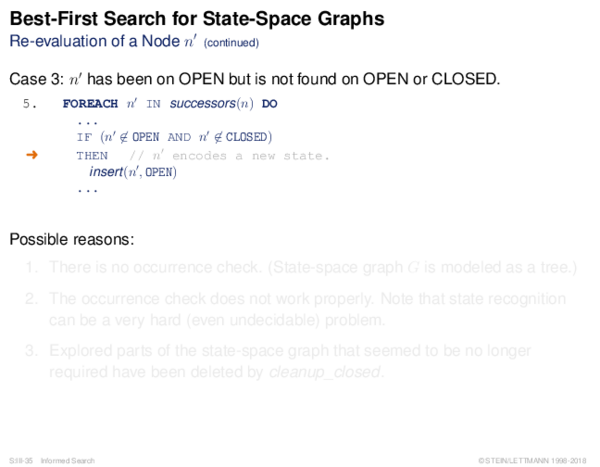 Best-First Search for State-Space Graphs
Re-evaluation of a Node n′ (continued)
Case 3: n′ has been on OPEN but is not found on OPEN or CLOSED.
5. FOREACH n′ IN successors(n) DO
...
IF (n′ ∉ OPEN AND n′ ∉ CLOSED)
➜ THEN // n′ encodes a new state.
insert(n′, OPEN)
...
Possible reasons:
1. There is no occurrence check. (State-space graph G is modeled as a tree.)
2. The occurrence check does not work properly. Note that state recognition
can be a very hard (even undecidable) problem.
3. Explored parts of the state-space graph that seemed to be no longer
required have been deleted by cleanup_closed.
S:II-35 Informed Search ©STEIN/LETTMANN 1998-2018